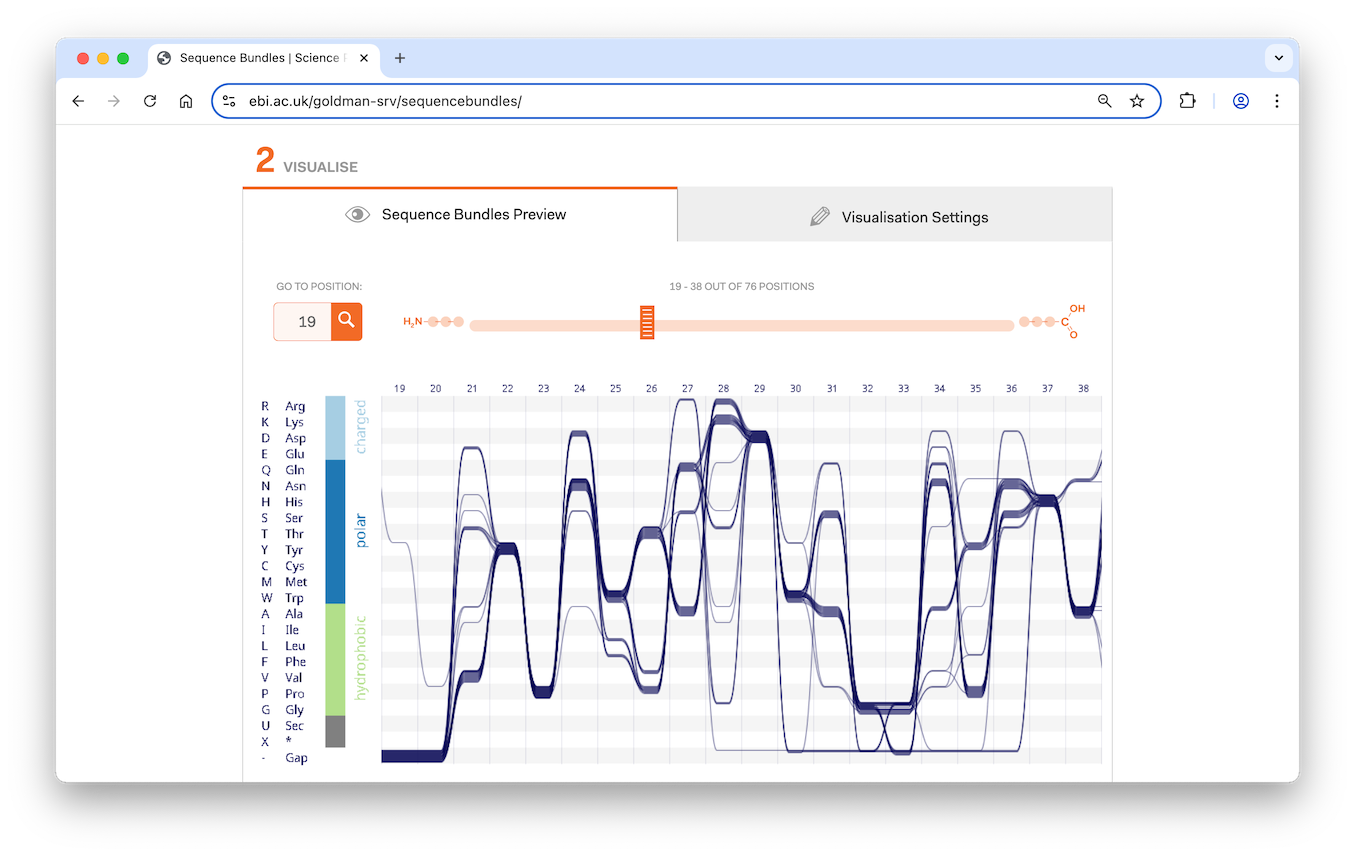 Sequence Bundles | Science
ebi.ac.uk/goldman-srv/sequencebundles/
2 VISUALISE
Sequence Bundles Preview
Visualisation Settings
GO TO POSITION:
19 - 38 OUT OF 76 POSITIONS
19
H2N
C
OH
O
19 20 21 22 23 24 25 26 27 28 29 30 31 32 33 34 35 36 37 38
R Arg
K Lys
D Asp
E Glu
Q Gln
N Asn
H His
S Ser
T Thr
Y Tyr
C Cys
M Met
W Trp
A Ala
I Ile
L Leu
F Phe
V Val
P Pro
G Gly
U Sec
X *
- Gap
charged
polar
hydrophobic